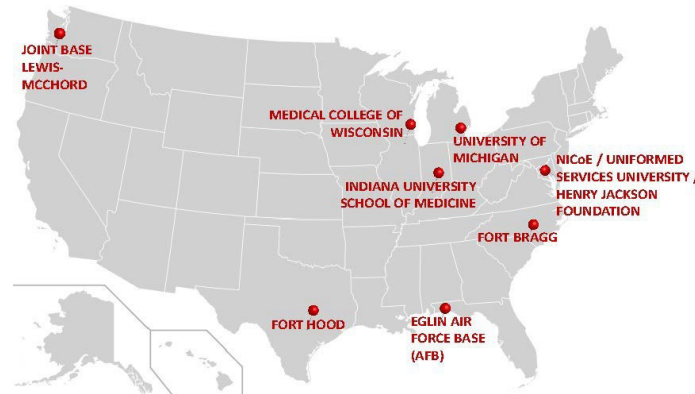 JOINT BASE
LEWIS-
MCCHORD
MEDICAL COLLEGE OF
WISCONSIN
UNIVERSITY OF
MICHIGAN
NICoE / UNIFORMED
SERVICES UNIVERSITY /
HENRY JACKSON
FOUNDATION
INDIANA UNIVERSITY
SCHOOL OF MEDICINE
FORT BRAGG
FORT HOOD
EGLIN AIR
FORCE BASE
(AFB)